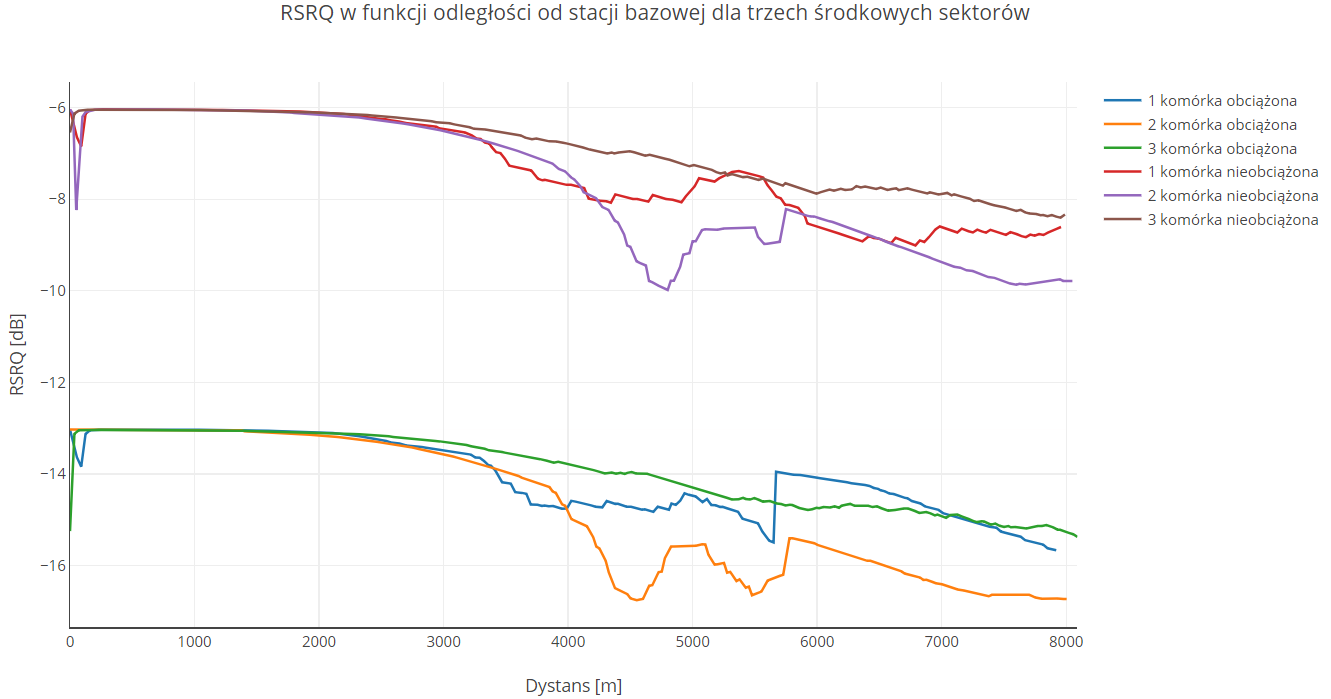 RSRQ w funkcji odległości od stacji bazowej dla trzech środkowych sektorów
−6
−8
−10
−12
−14
−16
RSRQ [dB]
0
1000
2000
3000
4000
5000
6000
7000
8000
Dystans [m]
1 komórka obciążona
2 komórka obciążona
3 komórka obciążona
1 komórka nieobciążona
2 komórka nieobciążona
3 komórka nieobciążona